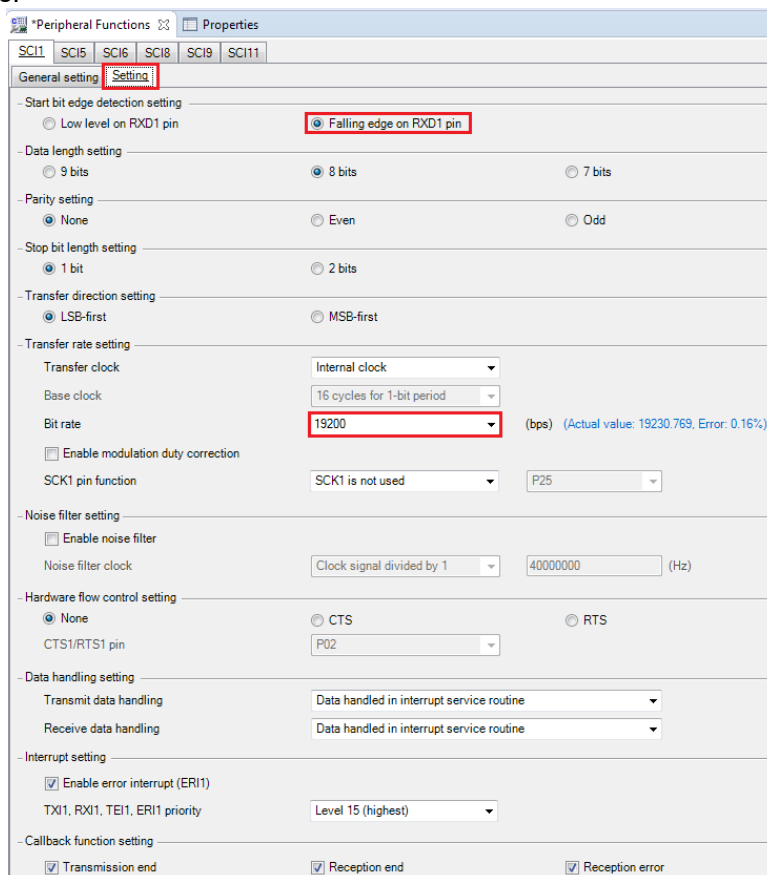 *Peripheral Functions Properties
SCI1 SCI5 SCI6 SCI8 SCI9 SCI11
General setting Setting
Start bit edge detection setting
Low level on RXD1 pin Falling edge on RXD1 pin
Data length setting
9 bits 8 bits 7 bits
Parity setting
None Even Odd
Stop bit length setting
1 bit 2 bits
Transfer direction setting
LSB-first MSB-first
Transfer rate setting
Transfer clock Internal clock
Base clock 16 cycles for 1-bit period
Bit rate 19200 (bps) (Actual value: 19230.769, Error: 0.16%)
Enable modulation duty correction
SCK1 pin function SCK1 is not used P25
Noise filter setting
Enable noise filter
Noise filter clock Clock signal divided by 1 40000000 (Hz)
Hardware flow control setting
None CTS RTS
CTS1/RTS1 pin P02
Data handling setting
Transmit data handling Data handled in interrupt service routine
Receive data handling Data handled in interrupt service routine
Interrupt setting
Enable error interrupt (ERI1)
TXI1, RXI1, TEI1, ERI1 priority Level 15 (highest)
Callback function setting
Transmission end Reception end Reception error